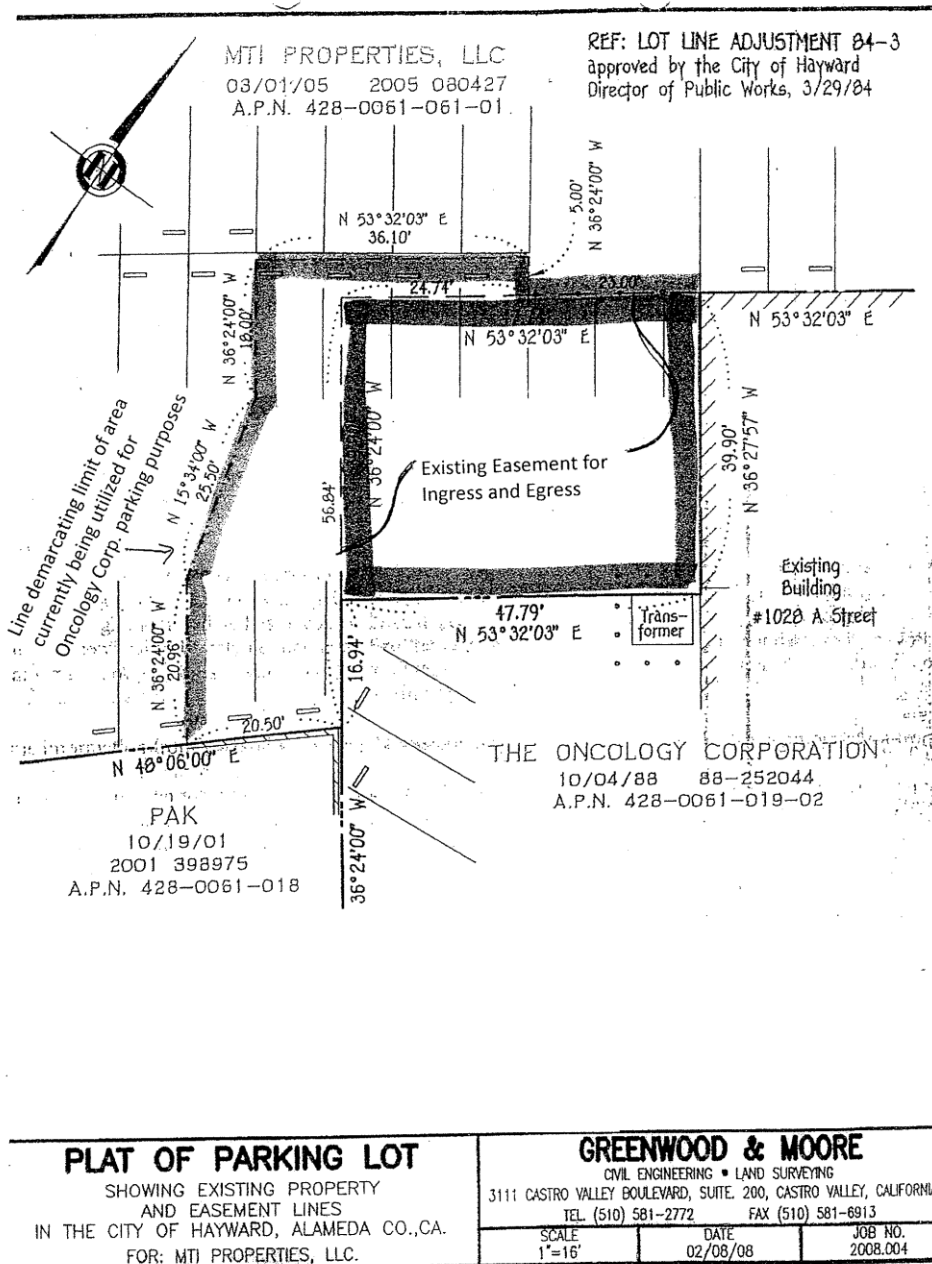 MTI PROPERTIES, LLC
03/01/05 2005 080427
A.P.N. 428-0061-061-01
REF: LOT LINE ADJUSTMENT 84-3
approved by the City of Hayward
Director of Public Works, 3/29/84
N 53°32'03" E
36.10'
5.00'
N 36°24'00" W
24.74'
23.00'
N 53°32'03" E
N 53°32'03" E
N 36°24'00" W
18.00'
Line demarcating limit of area
currently being utilized for
Oncology Corp. parking purposes
N 15°34'00" W
25.50'
56.84'
N 36°24'00" W
Existing Easement for
Ingress and Egress
39.90'
N 36°27'57" W
Existing
Building
#1028 A Street
Trans-
former
47.79'
N 53°32'03" E
N 36°24'00" W
20.96'
16.94'
20.50'
N 48°06'00" E
THE ONCOLOGY CORPORATION
10/04/88 88-252044
A.P.N. 428-0061-019-02
PAK
10/19/01
2001 398975
A.P.N. 428-0061-018
36°24'00" W
PLAT OF PARKING LOT
SHOWING EXISTING PROPERTY
AND EASEMENT LINES
IN THE CITY OF HAYWARD, ALAMEDA CO.,CA.
FOR: MTI PROPERTIES, LLC.
GREENWOOD & MOORE
CIVIL ENGINEERING • LAND SURVEYING
3111 CASTRO VALLEY BOULEVARD, SUITE. 200, CASTRO VALLEY, CALIFORNI
TEL. (510) 581-2772 FAX (510) 581-6913
SCALE
1"=16'
DATE
02/08/08
JOB NO.
2008.004